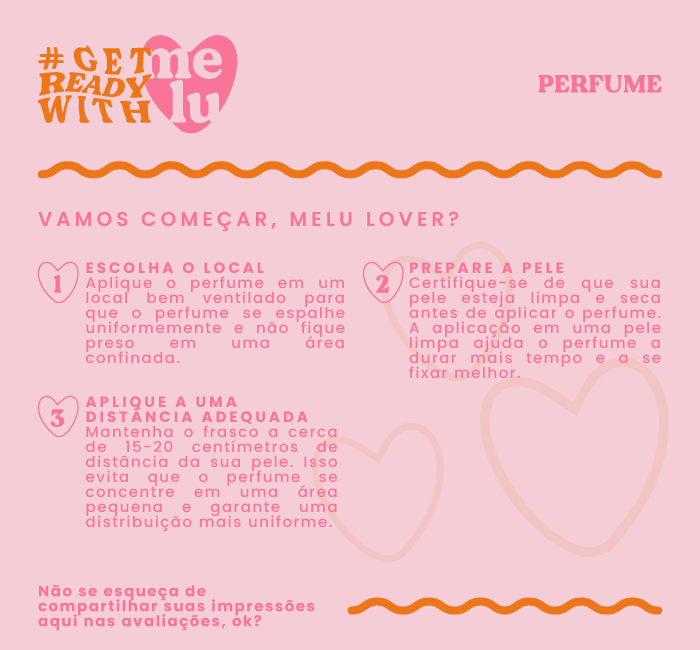 #GET
READY
WITH
me
lu
PERFUME
VAMOS COMEÇAR, MELU LOVER?
1
ESCOLHA O LOCAL
Aplique o perfume em um
local bem ventilado para
que o perfume se espalhe
uniformemente e não fique
preso em uma área
confinada.
2
PREPARE A PELE
Certifique-se de que sua
pele esteja limpa e seca
antes de aplicar o perfume.
A aplicação em uma pele
limpa ajuda o perfume a
durar mais tempo e a se
fixar melhor.
3
APLIQUE A UMA
DISTÂNCIA ADEQUADA
Mantenha o frasco a cerca
de 15-20 centímetros de
distância da sua pele. Isso
evita que o perfume se
concentre em uma área
pequena e garante uma
distribuição mais uniforme.
Não se esqueça de
compartilhar suas impressões
aqui nas avaliações, ok?